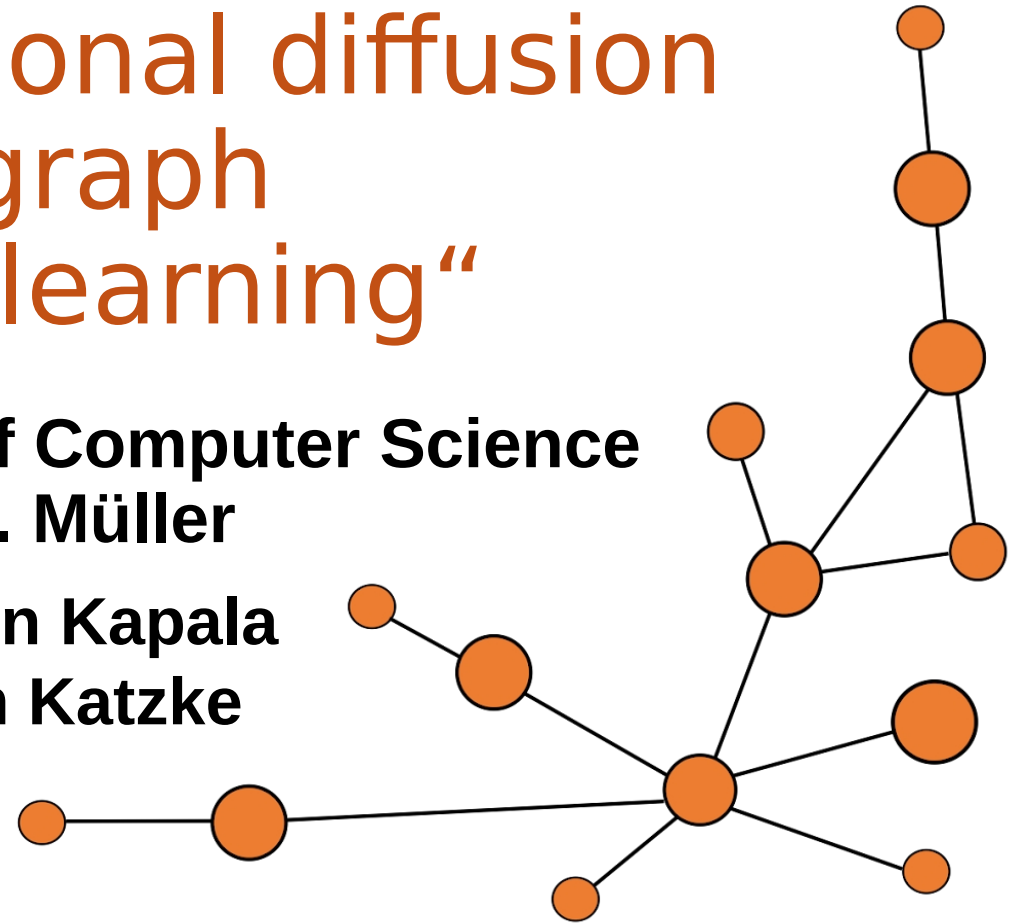 onal diffusion
graph
learning“
f Computer Science
. Müller
n Kapala
n Katzke